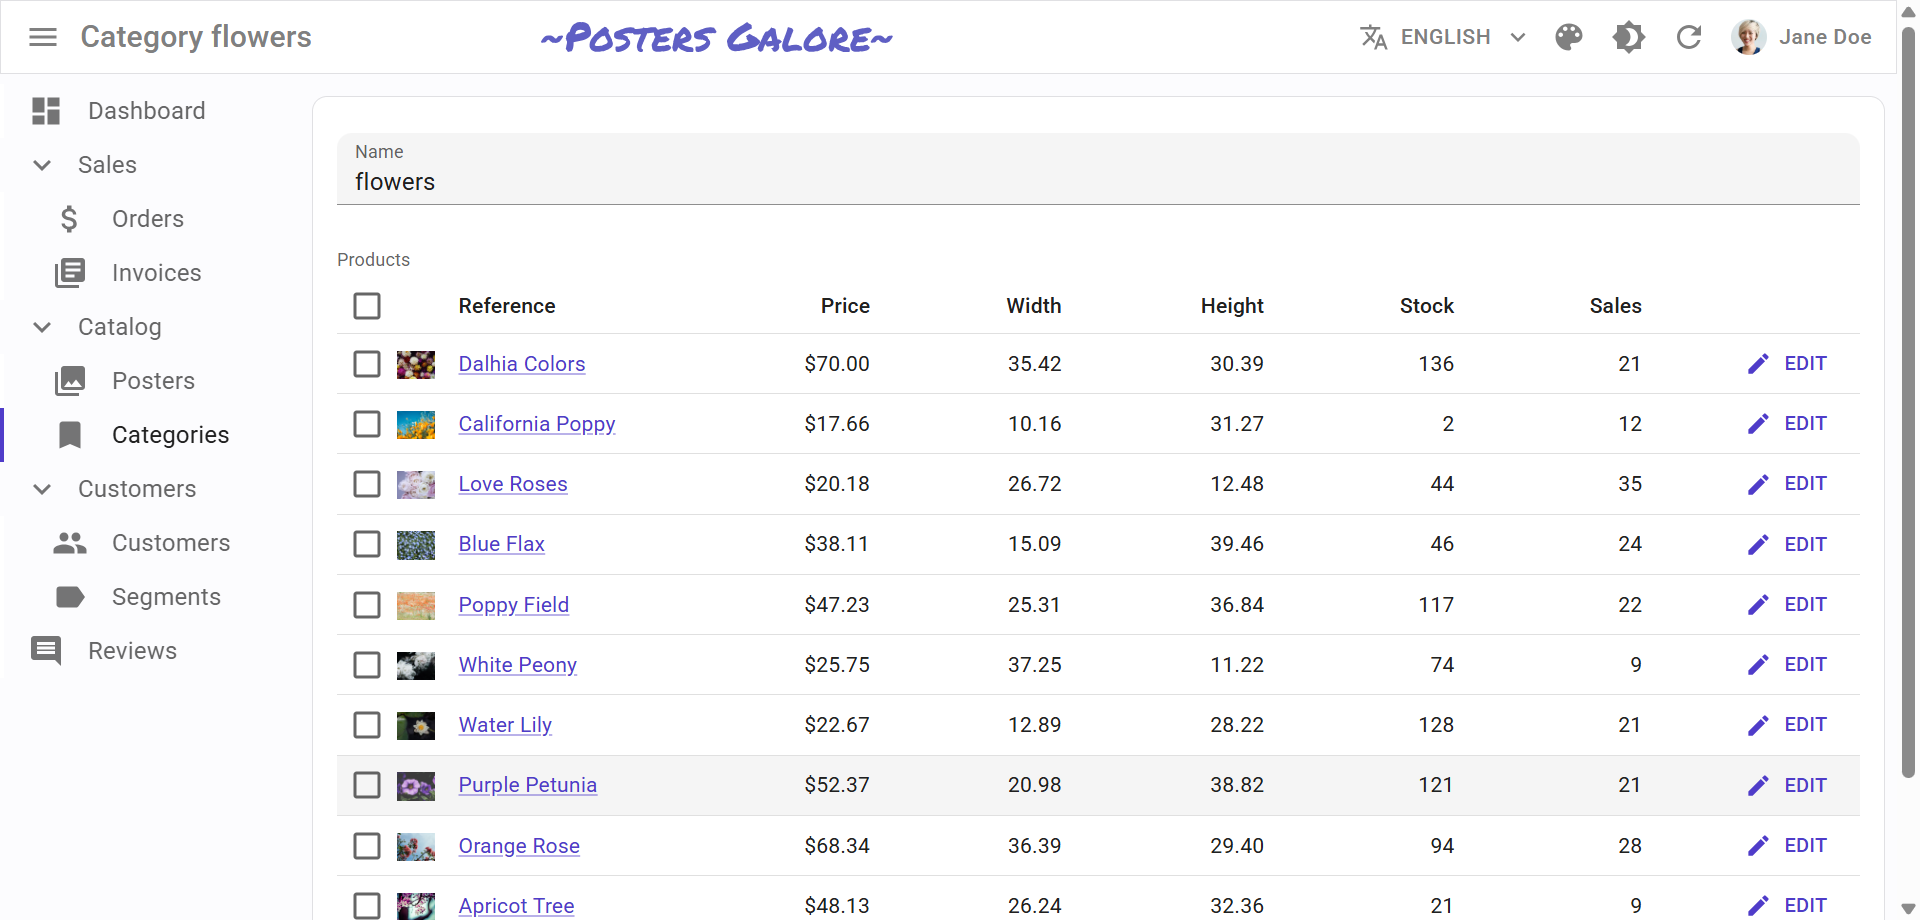 Category flowers
~Posters Galore~
ENGLISH
Jane Doe
Dashboard
Sales
Orders
Invoices
Catalog
Posters
Categories
Customers
Customers
Segments
Reviews
Name
flowers
Products
Reference Price Width Height Stock Sales
Dalhia Colors $70.00 35.42 30.39 136 21 EDIT
California Poppy $17.66 10.16 31.27 2 12 EDIT
Love Roses $20.18 26.72 12.48 44 35 EDIT
Blue Flax $38.11 15.09 39.46 46 24 EDIT
Poppy Field $47.23 25.31 36.84 117 22 EDIT
White Peony $25.75 37.25 11.22 74 9 EDIT
Water Lily $22.67 12.89 28.22 128 21 EDIT
Purple Petunia $52.37 20.98 38.82 121 21 EDIT
Orange Rose $68.34 36.39 29.40 94 28 EDIT
Apricot Tree $48.13 26.24 32.36 21 9 EDIT